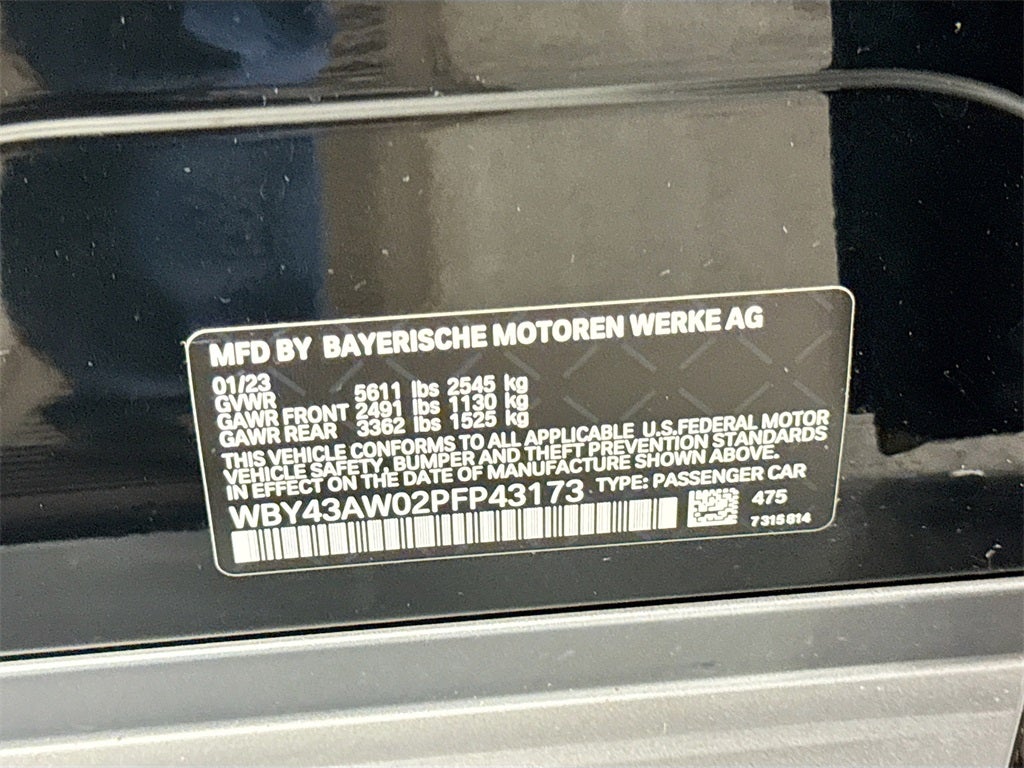 MFD BY BAYERISCHE MOTOREN WERKE AG
01/23
GVWR 5611 lbs 2545 kg
GAWR FRONT 2491 lbs 1130 kg
GAWR REAR 3362 lbs 1525 kg
THIS VEHICLE CONFORMS TO ALL APPLICABLE U.S.FEDERAL MOTOR
VEHICLE SAFETY, BUMPER AND THEFT PREVENTION STANDARDS
IN EFFECT ON THE DATE OF MANUFACTURE SHOWN ABOVE.
WBY43AW02PFP43173 TYPE: PASSENGER CAR
475
7315814